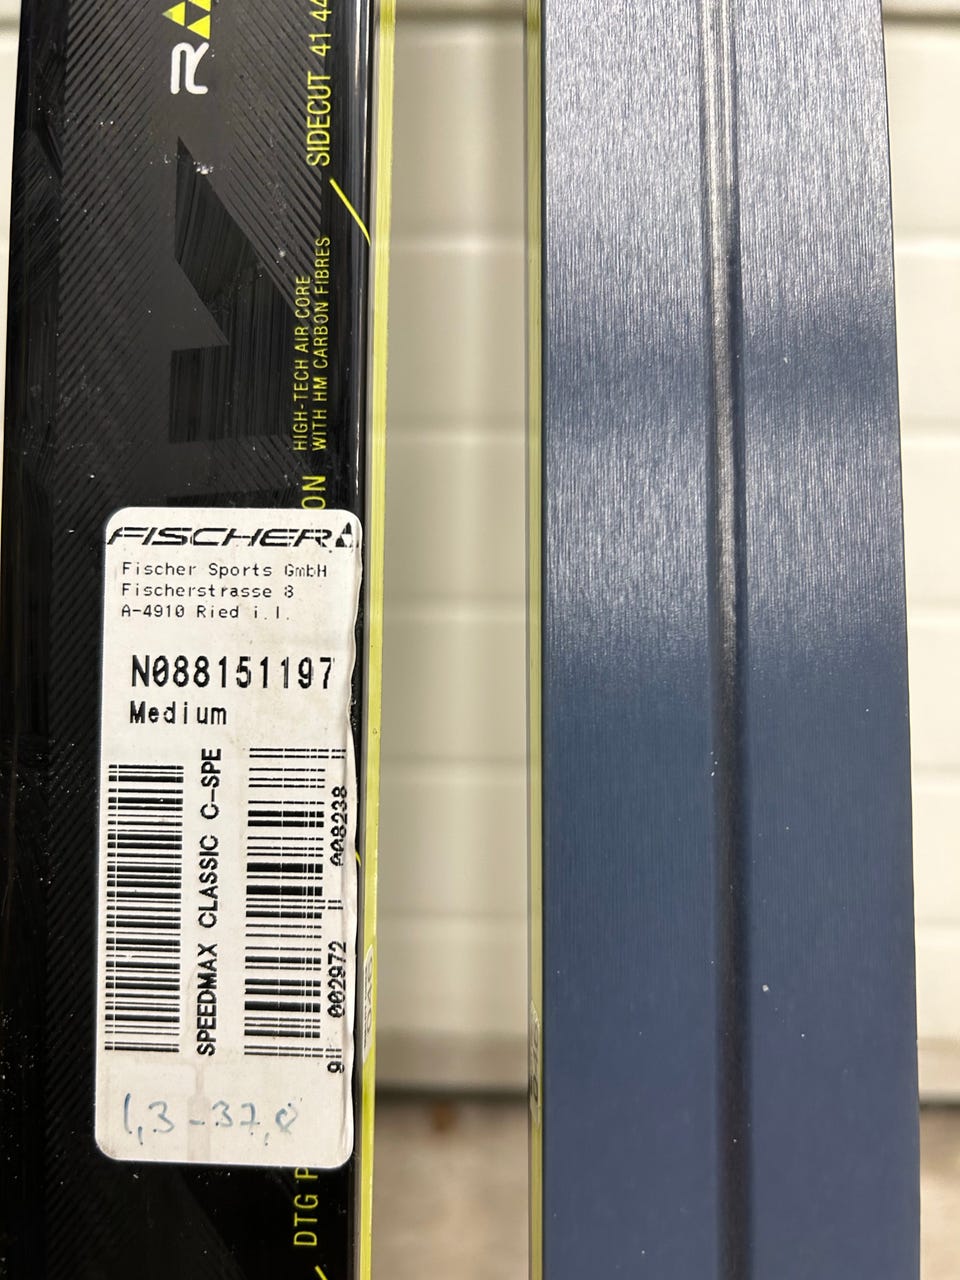 SIDECUT 41 44
HIGH-TECH AIR CORE
WITH HM CARBON FIBRES
ON
FISCHER
Fischer Sports GmbH
Fischerstrasse 8
A-4910 Ried i.I.
N088151197
Medium
SPEEDMAX CLASSIC C-SPE
9 002972 008238
1,3 - 37,0
DTG P